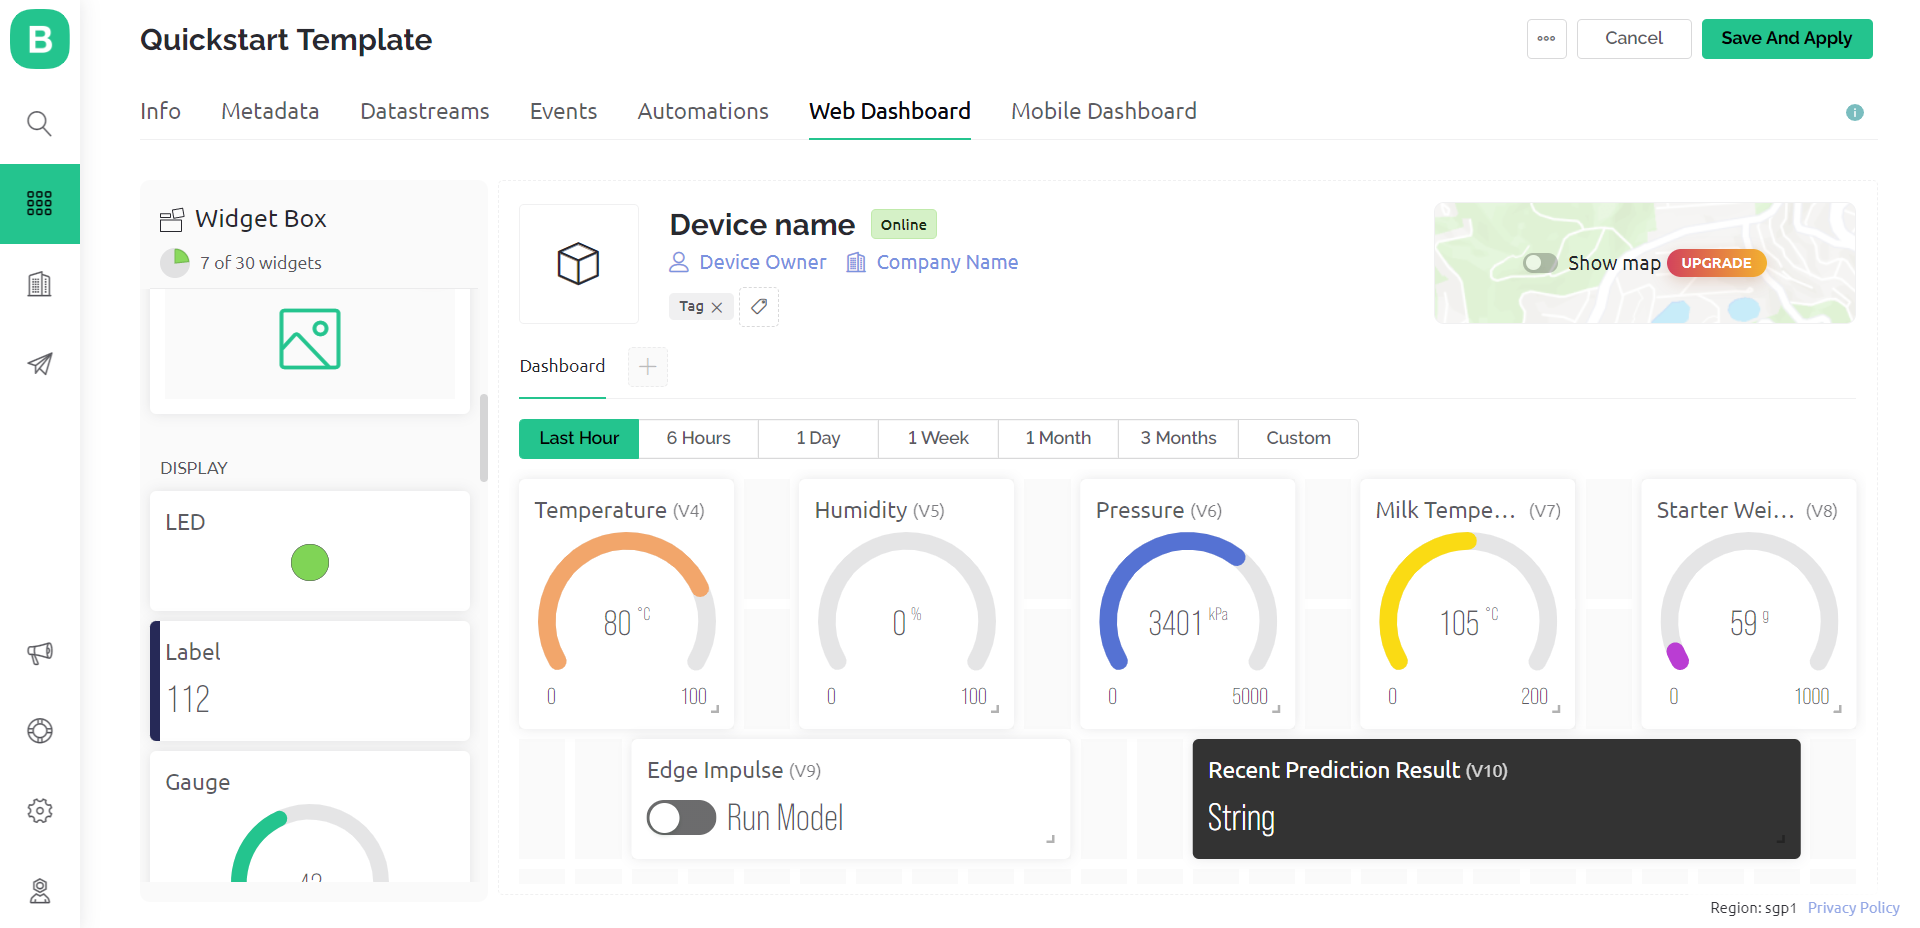 B
Quickstart Template
Cancel
Save And Apply
Info
Metadata
Datastreams
Events
Automations
Web Dashboard
Mobile Dashboard
Widget Box
7 of 30 widgets
DISPLAY
LED
Label
112
Gauge
42
Device name
Online
Device Owner
Company Name
Tag
Show map
UPGRADE
Dashboard
Last Hour
6 Hours
1 Day
1 Week
1 Month
3 Months
Custom
Temperature (V4)
80 °C
0
100
Humidity (V5)
0 %
0
100
Pressure (V6)
3401 kPa
0
5000
Milk Tempe... (V7)
105 °C
0
200
Starter Wei... (V8)
59 g
0
1000
Edge Impulse (V9)
Run Model
Recent Prediction Result (V10)
String
Region: sgp1
Privacy Policy